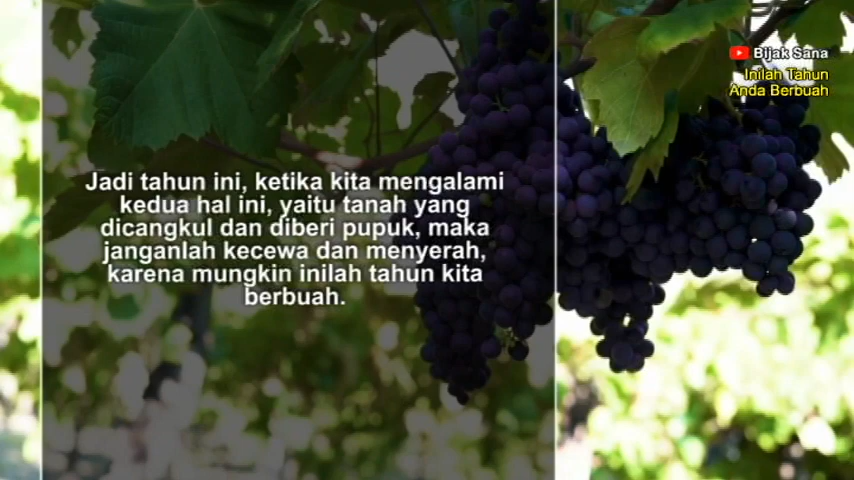 Bijak Sana
Inilah Tahun
Anda Berbuah
Jadi tahun ini, ketika kita mengalami
kedua hal ini, yaitu tanah yang
dicangkul dan diberi pupuk, maka
janganlah kecewa dan menyerah,
karena mungkin inilah tahun kita
berbuah.